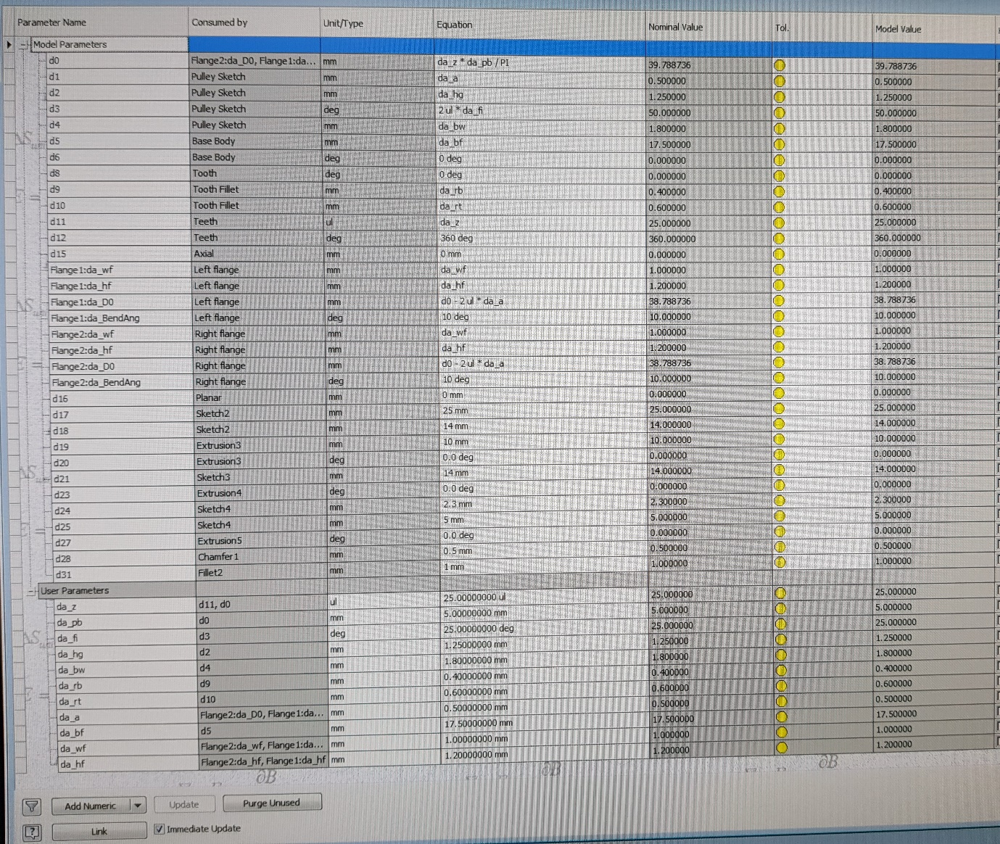 Parameter Name Consumed by Unit/Type Equation Nominal Value Tol. Model Value
Model Parameters
d0 Flange2:da_D0, Flange1:da... mm da_z * da_pb / PI 39.788736 39.788736
d1 Pulley Sketch mm da_a 0.500000 0.500000
d2 Pulley Sketch mm da_hg 1.250000 1.250000
d3 Pulley Sketch deg 2 ul * da_fi 50.000000 50.000000
d4 Pulley Sketch mm da_bw 1.800000 1.800000
d5 Base Body mm da_bf 17.500000 17.500000
d6 Base Body deg 0 deg 0.000000 0.000000
d8 Tooth deg 0 deg 0.000000 0.000000
d9 Tooth Fillet mm da_rb 0.400000 0.400000
d10 Tooth Fillet mm da_rt 0.600000 0.600000
d11 Teeth ul da_z 25.000000 25.000000
d12 Teeth deg 360 deg 360.000000 360.000000
d15 Axial mm 0 mm 0.000000 0.000000
Flange1:da_wf Left flange mm da_wf 1.000000 1.000000
Flange1:da_hf Left flange mm da_hf 1.200000 1.200000
Flange1:da_D0 Left flange mm d0 - 2 ul * da_a 38.788736 38.788736
Flange1:da_BendAng Left flange deg 10 deg 10.000000 10.000000
Flange2:da_wf Right flange mm da_wf 1.000000 1.000000
Flange2:da_hf Right flange mm da_hf 1.200000 1.200000
Flange2:da_D0 Right flange mm d0 - 2 ul * da_a 38.788736 38.788736
Flange2:da_BendAng Right flange deg 10 deg 10.000000 10.000000
d16 Planar mm 0 mm 0.000000 0.000000
d17 Sketch2 mm 25 mm 25.000000 25.000000
d18 Sketch2 mm 14 mm 14.000000 14.000000
d19 Extrusion3 mm 10 mm 10.000000 10.000000
d20 Extrusion3 deg 0.0 deg 0.000000 0.000000
d21 Sketch3 mm 14 mm 14.000000 14.000000
d23 Extrusion4 deg 0.0 deg 0.000000 0.000000
d24 Sketch4 mm 2.3 mm 2.300000 2.300000
d25 Sketch4 mm 5 mm 5.000000 5.000000
d27 Extrusion5 deg 0.0 deg 0.000000 0.000000
d28 Chamfer1 mm 0.5 mm 0.500000 0.500000
d31 Fillet2 mm 1 mm 1.000000 1.000000
User Parameters
da_z d11, d0 ul 25.00000000 ul 25.000000 25.000000
da_pb d0 mm 5.00000000 mm 5.000000 5.000000
da_fi d3 deg 25.00000000 deg 25.000000 25.000000
da_hg d2 mm 1.25000000 mm 1.250000 1.250000
da_bw d4 mm 1.80000000 mm 1.800000 1.800000
da_rb d9 mm 0.40000000 mm 0.400000 0.400000
da_rt d10 mm 0.60000000 mm 0.600000 0.600000
da_a Flange2:da_D0, Flange1:da... mm 0.50000000 mm 0.500000 0.500000
da_bf d5 mm 17.50000000 mm 17.500000 17.500000
da_wf Flange2:da_wf, Flange1:da... mm 1.00000000 mm 1.000000 1.000000
da_hf Flange2:da_hf, Flange1:da_hf mm 1.20000000 mm 1.200000 1.200000
∂B ∂B ∂B
Add Numeric Update Purge Unused
Link Immediate Update